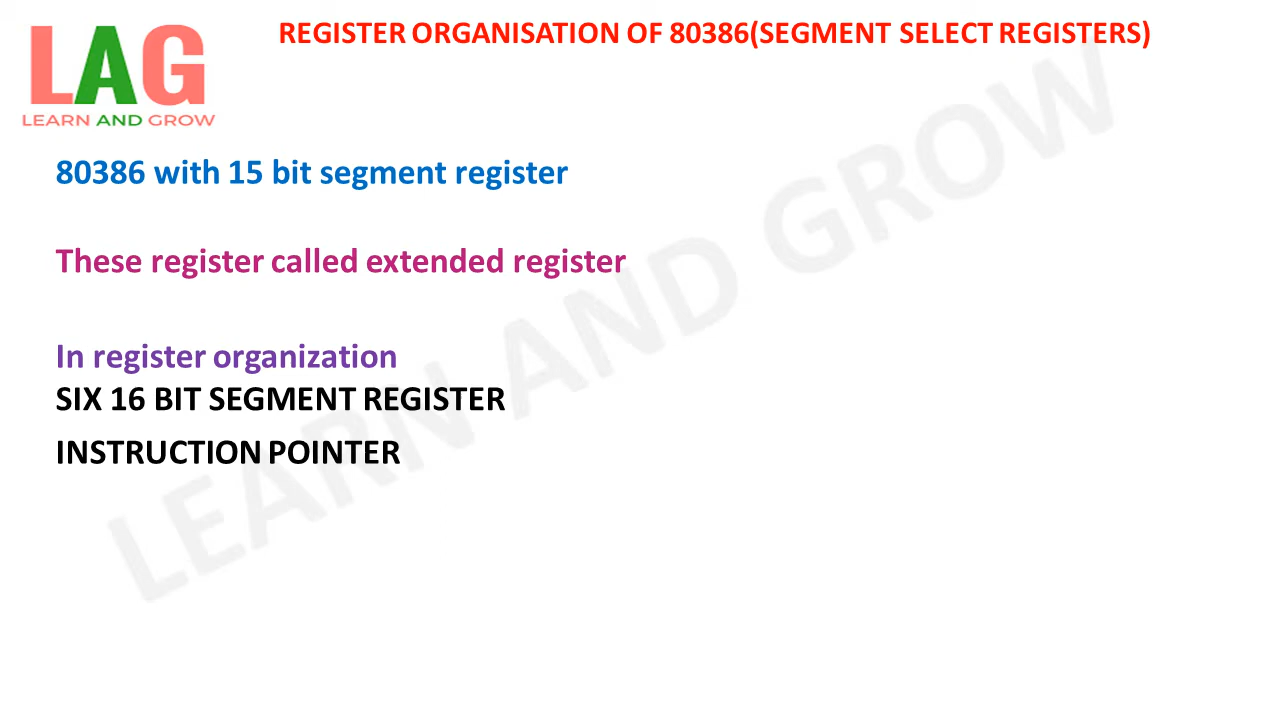 LAG
LEARN AND GROW
REGISTER ORGANISATION OF 80386(SEGMENT SELECT REGISTERS)
80386 with 15 bit segment register
These register called extended register
In register organization
SIX 16 BIT SEGMENT REGISTER
INSTRUCTION POINTER
LEARN AND GROW